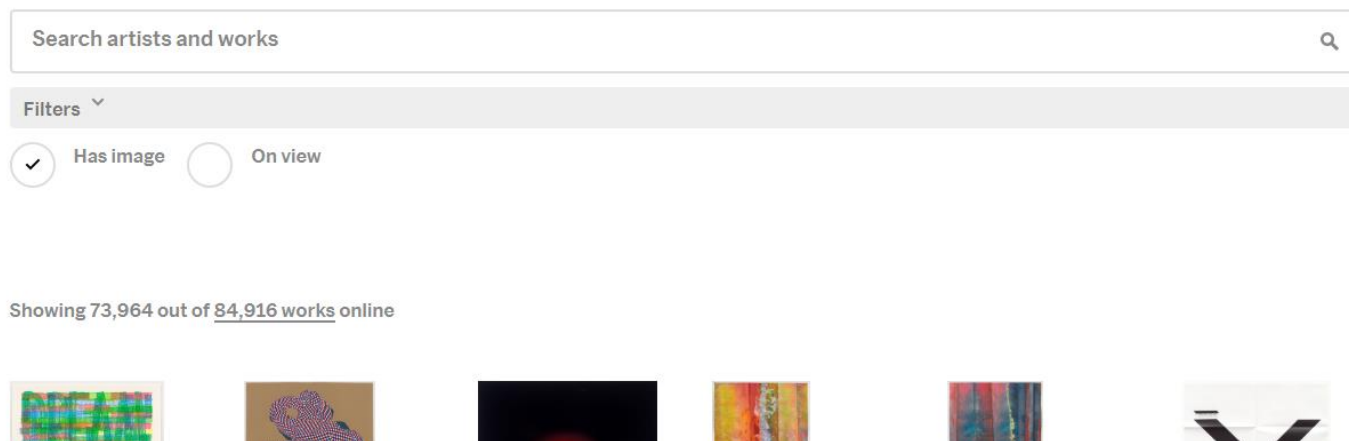 Search artists and works
Filters
Has image On view
Showing 73,964 out of 84,916 works online